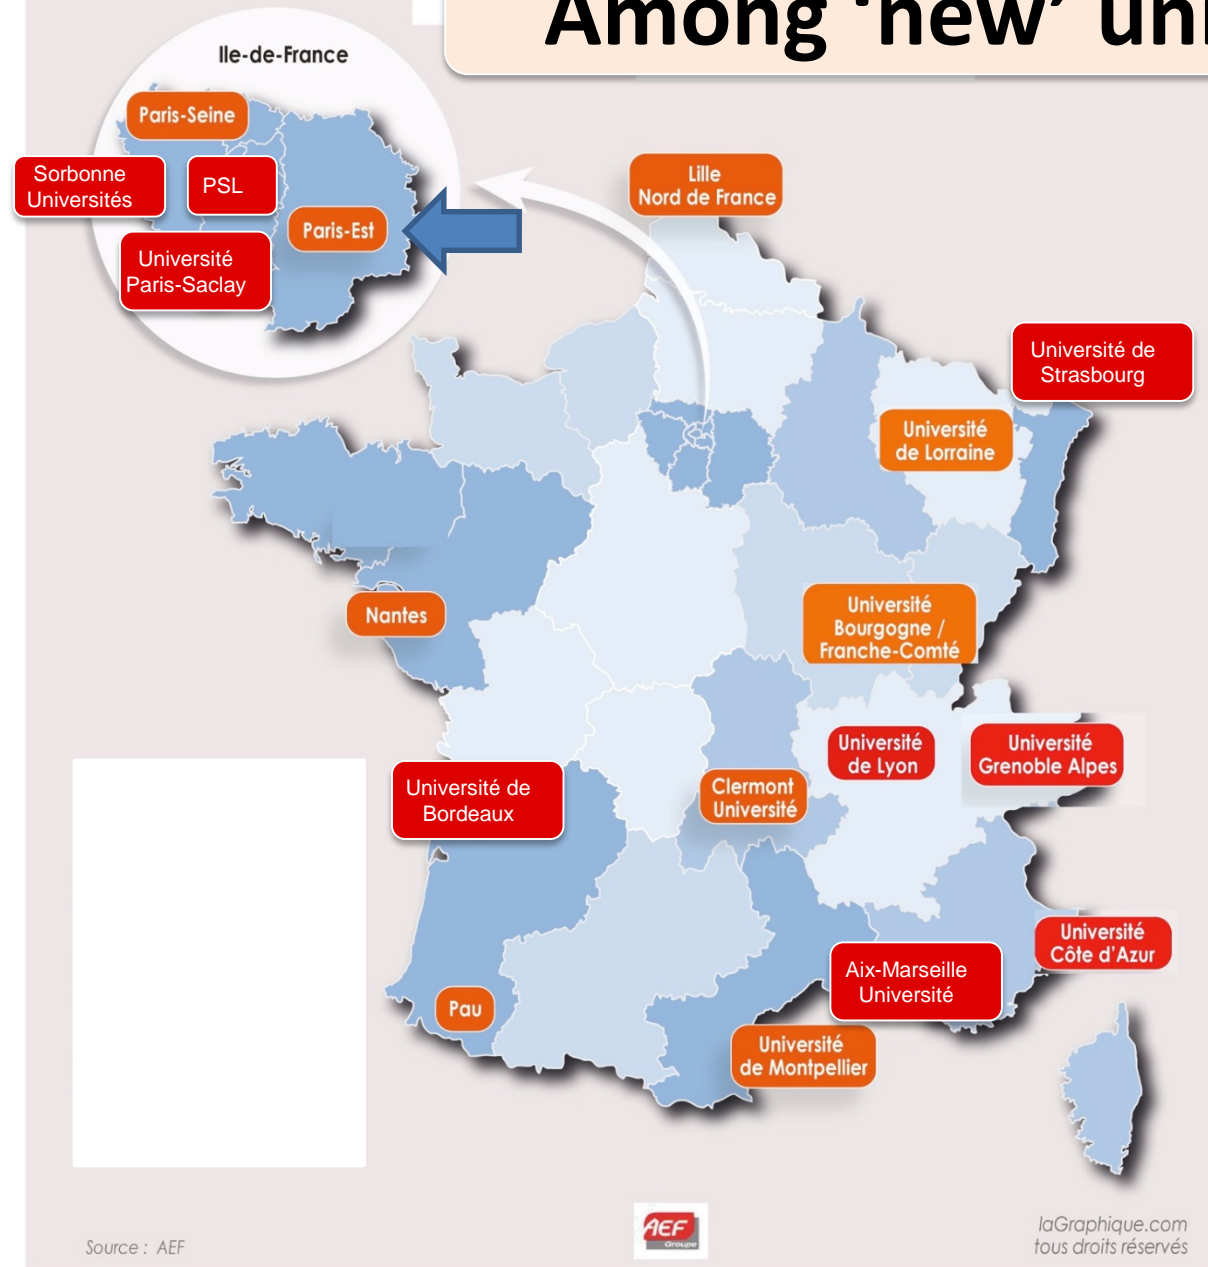 Among ‘new’
Ile-de-France
Paris-Seine
Sorbonne
Universités
PSL
Paris-Est
Université
Paris-Saclay
Lille
Nord de France
Université de
Strasbourg
Université
de Lorraine
Nantes
Université
Bourgogne /
Franche-Comté
Université
de Lyon
Université
Grenoble Alpes
Université de
Bordeaux
Clermont
Université
Université
Côte d’Azur
Aix-Marseille
Université
Pau
Université
de Montpellier
Source : AEF
AEF
Groupe
laGraphique.com
tous droits réservés